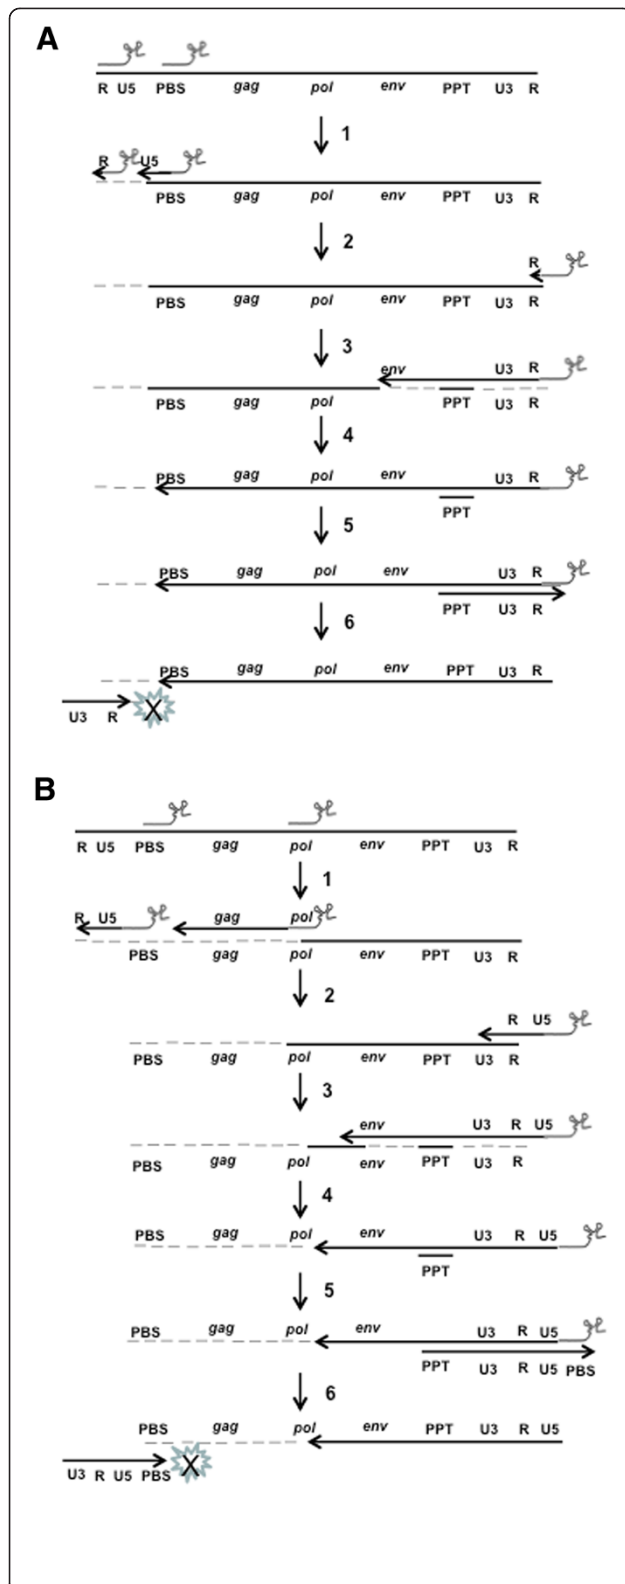 A
R U5 PBS gag pol env PPT U3 R
1
R U5
PBS gag pol env PPT U3 R
2
R
PBS gag pol env PPT U3 R
3
env U3 R
PBS gag pol PPT U3 R
4
PBS gag pol env U3 R
PPT
5
PBS gag pol env U3 R
PPT U3 R
6
PBS gag pol env PPT U3 R
U3 R X
B
R U5 PBS gag pol env PPT U3 R
1
R U5 gag pol
PBS gag pol env PPT U3 R
2
R U5
PBS gag pol env PPT U3 R
3
env U3 R U5
PBS gag pol env PPT U3 R
4
PBS gag pol env U3 R U5
PPT
5
PBS gag pol env U3 R U5
PPT U3 R U5 PBS
6
PBS gag pol env PPT U3 R U5
U3 R U5 PBS X